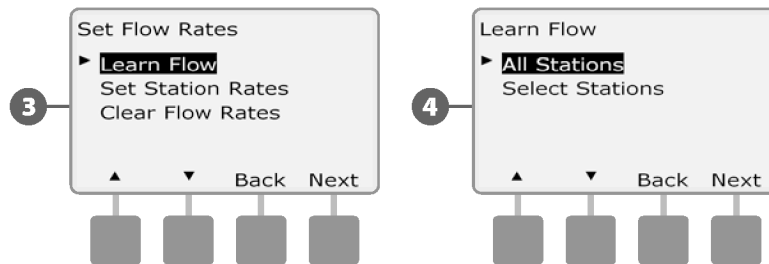 Set Flow Rates
► Learn Flow
Set Station Rates
Clear Flow Rates
▲ ▼ Back Next
3
Learn Flow
► All Stations
Select Stations
▲ ▼ Back Next
4